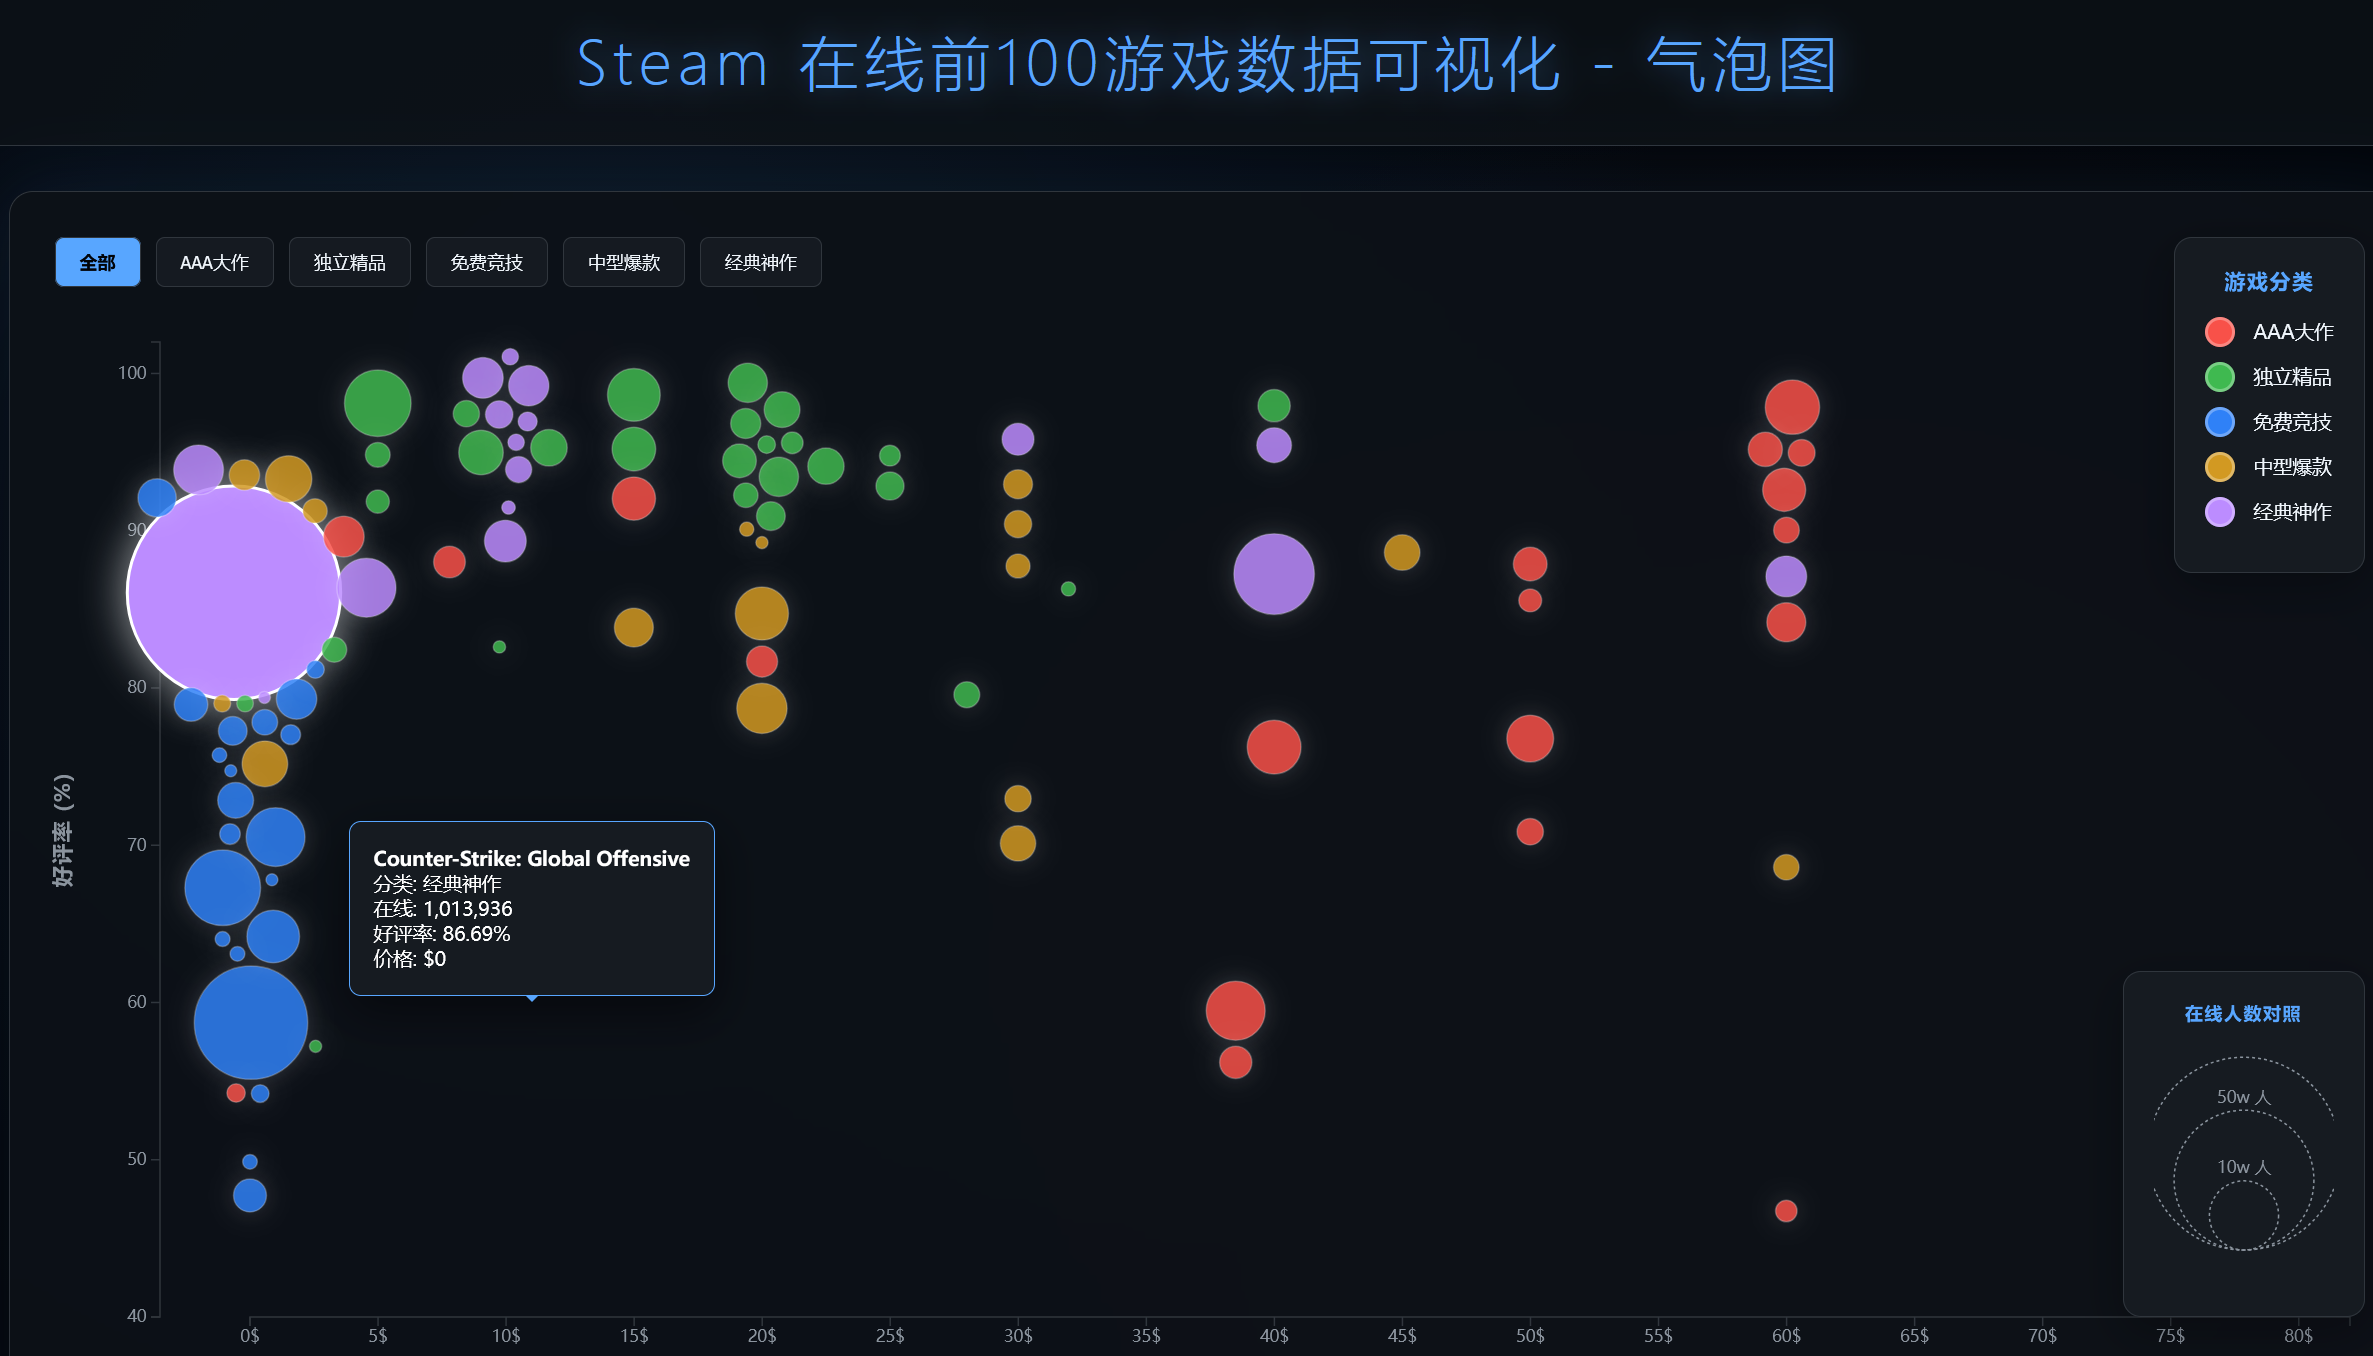 Steam 在线前100游戏数据可视化 - 气泡图
全部
AAA大作
独立精品
免费竞技
中型爆款
经典神作
游戏分类
AAA大作
独立精品
免费竞技
中型爆款
经典神作
好评率 (%)
100
90
80
70
60
50
40
Counter-Strike: Global Offensive
分类: 经典神作
在线: 1,013,936
好评率: 86.69%
价格: $0
在线人数对照
50w 人
10w 人
0$
5$
10$
15$
20$
25$
30$
35$
40$
45$
50$
55$
60$
65$
70$
75$
80$